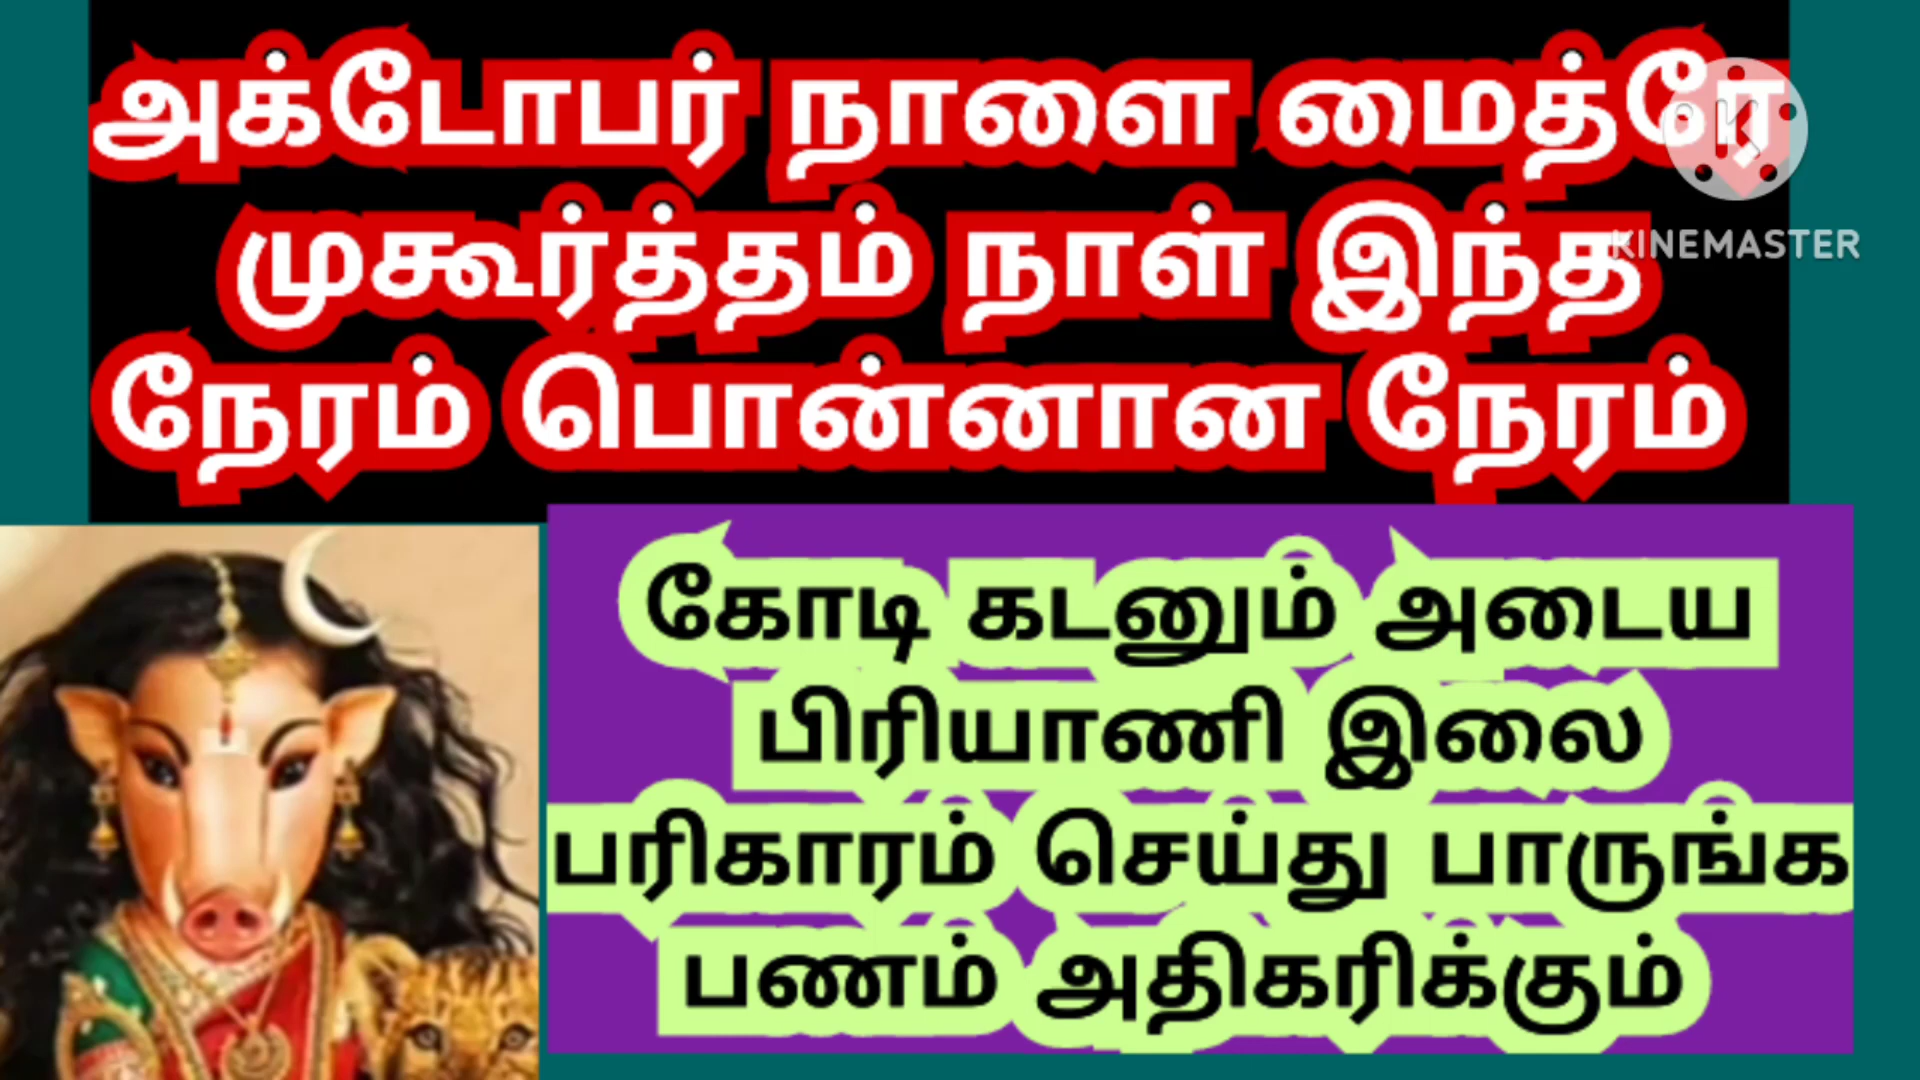 அக்டோபர் நாளை மைத்ரே
முகூர்த்தம் நாள் இந்த
நேரம் பொன்னான நேரம்
KINEMASTER
கோடி கடனும் அடைய
பிரியாணி இலை
பரிகாரம் செய்து பாருங்க
பணம் அதிகரிக்கும்